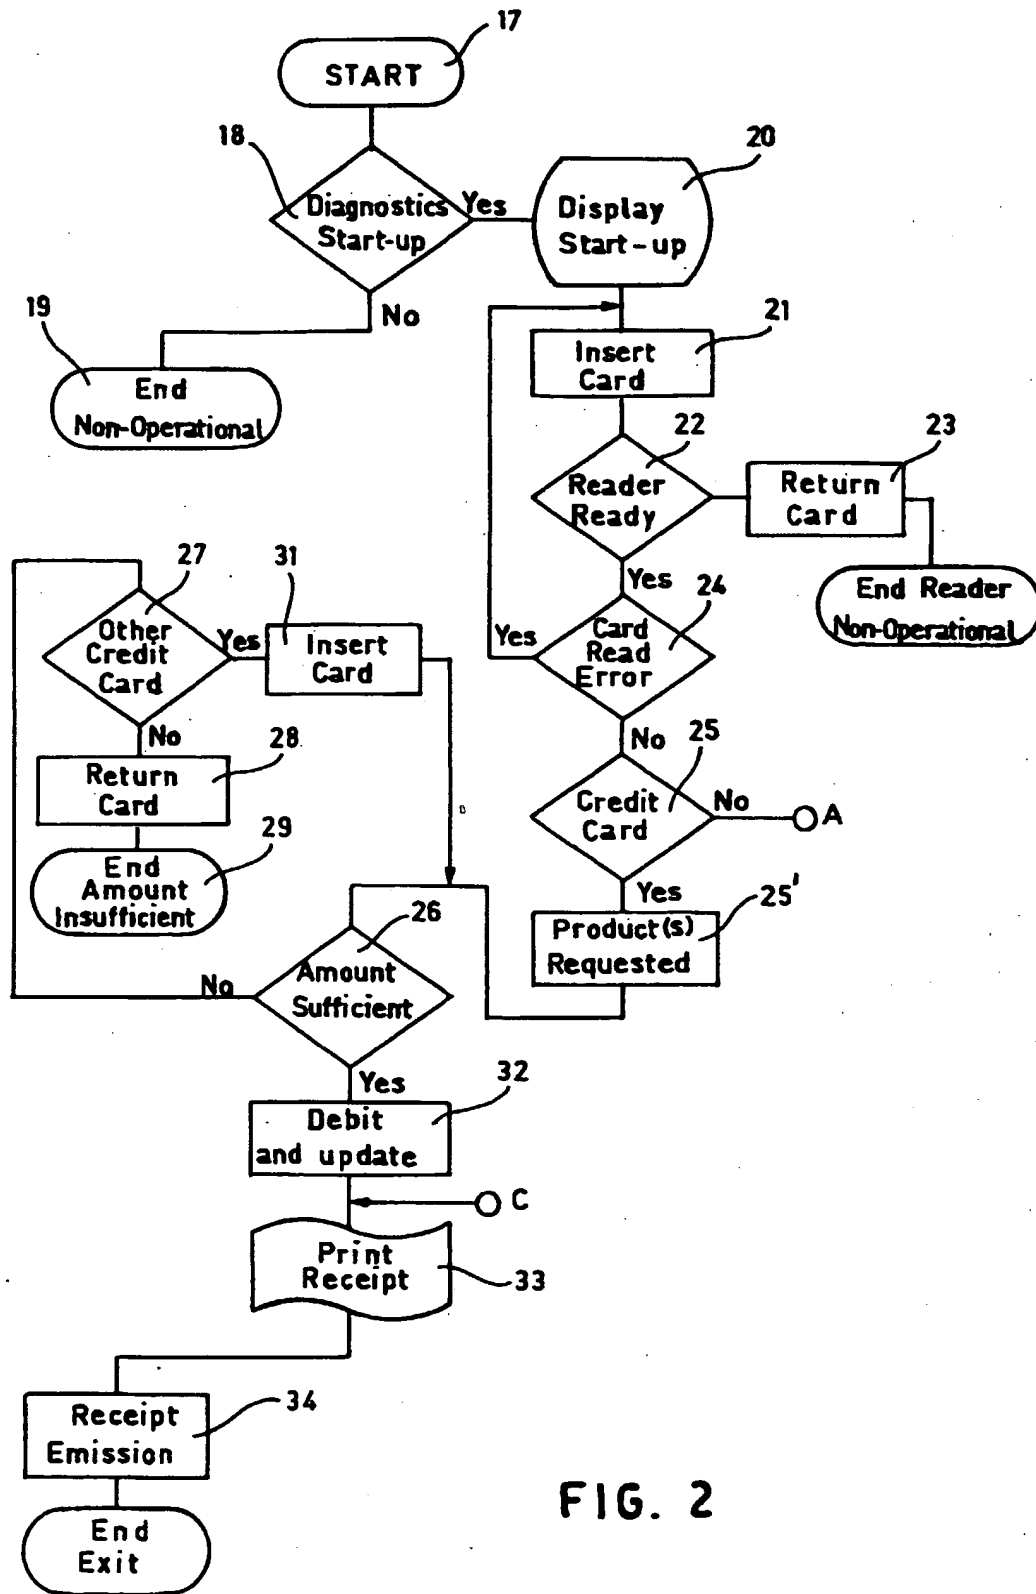 17
START
18
Diagnostics
Start-up
Yes
20
Display
Start-up
No
19
End
Non-Operational
21
Insert
Card
22
Reader
Ready
23
Return
Card
Yes
End Reader
Non-Operational
24
Card
Read
Error
Yes
No
27
Other
Credit
Card
Yes
31
Insert
Card
No
28
Return
Card
29
End
Amount
Insufficient
25
Credit
Card
No
A
Yes
25'
Product(s)
Requested
26
Amount
Sufficient
No
Yes
32
Debit
and update
C
Print
Receipt
33
34
Receipt
Emission
End
Exit
FIG. 2